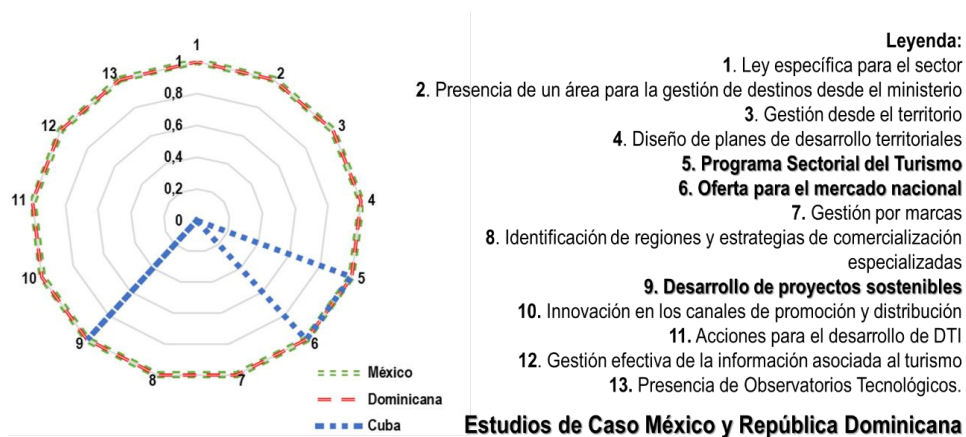 1
2
3
4
5
6
7
8
9
10
11
12
13
1
0,8
0,6
0,4
0,2
0
México
Dominicana
Cuba
Leyenda:
1. Ley específica para el sector
2. Presencia de un área para la gestión de destinos desde el ministerio
3. Gestión desde el territorio
4. Diseño de planes de desarrollo territoriales
5. Programa Sectorial del Turismo
6. Oferta para el mercado nacional
7. Gestión por marcas
8. Identificación de regiones y estrategias de comercialización
especializadas
9. Desarrollo de proyectos sostenibles
10. Innovación en los canales de promoción y distribución
11. Acciones para el desarrollo de DTI
12. Gestión efectiva de la información asociada al turismo
13. Presencia de Observatorios Tecnológicos.
Estudios de Caso México y República Dominicana